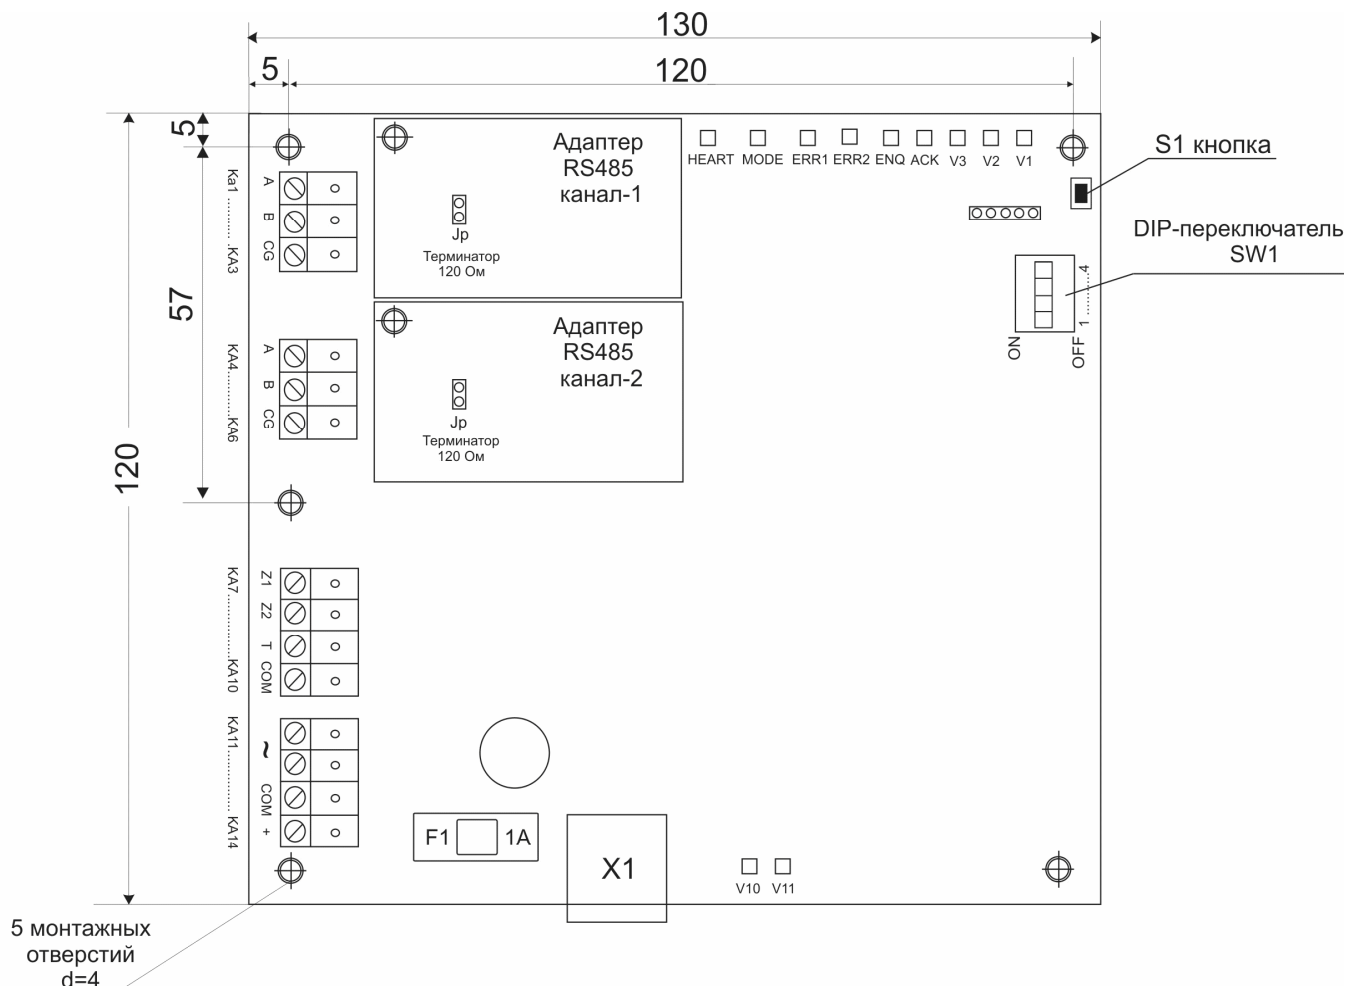 130
5
120
5
57
120
Адаптер
RS485
канал-1
Jp
Терминатор
120 Ом
HEART MODE ERR1 ERR2 ENQ ACK V3 V2 V1
S1 кнопка
DIP-переключатель
SW1
ON
OFF
1 ........ 4
Ka1 ............ .KA3
A
B
CG
Адаптер
RS485
канал-2
Jp
Терминатор
120 Ом
KA4............KA6
A
B
CG
KA7................KA10
Z1
Z2
T
COM
KA11................ KA14
~
COM
+
F1 1A
X1
V10 V11
5 монтажных
отверстий
d=4